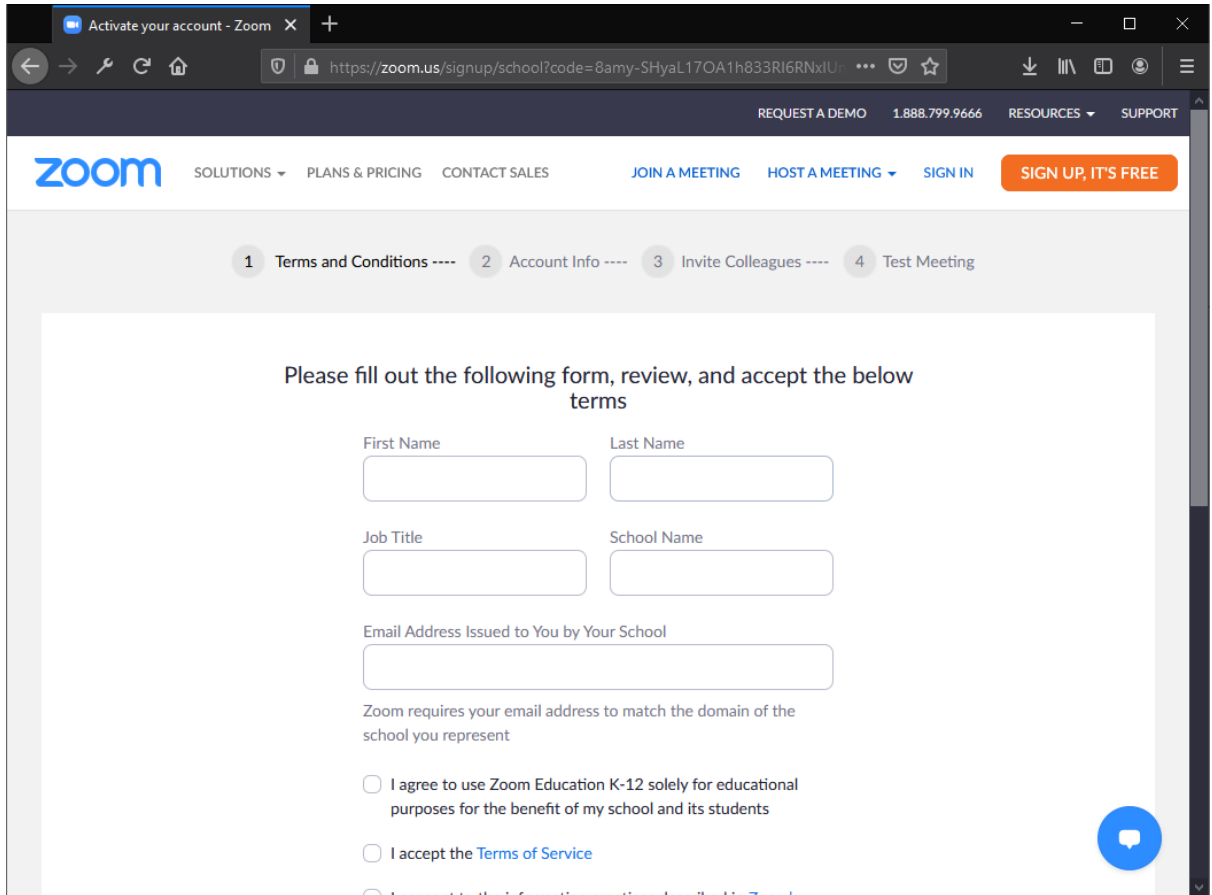 Activate your account - Zoom
https://zoom.us/signup/school?code=8amy-SHyaL17OA1h833RI6RNxIU
REQUEST A DEMO 1.888.799.9666 RESOURCES SUPPORT
zoom SOLUTIONS PLANS & PRICING CONTACT SALES JOIN A MEETING HOST A MEETING SIGN IN SIGN UP, IT'S FREE
1 Terms and Conditions ---- 2 Account Info ---- 3 Invite Colleagues ---- 4 Test Meeting
Please fill out the following form, review, and accept the below
terms
First Name Last Name
Job Title School Name
Email Address Issued to You by Your School
Zoom requires your email address to match the domain of the
school you represent
I agree to use Zoom Education K-12 solely for educational
purposes for the benefit of my school and its students
I accept the Terms of Service